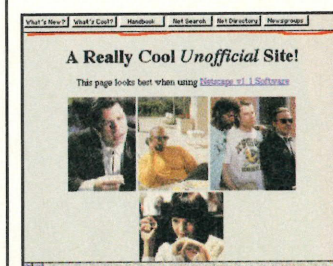 What's New? What's Cool? Handbook Net Search Net Directory Newsgroups
A Really Cool Unofficial Site!
This page looks best when using Netscape v1.1 Software